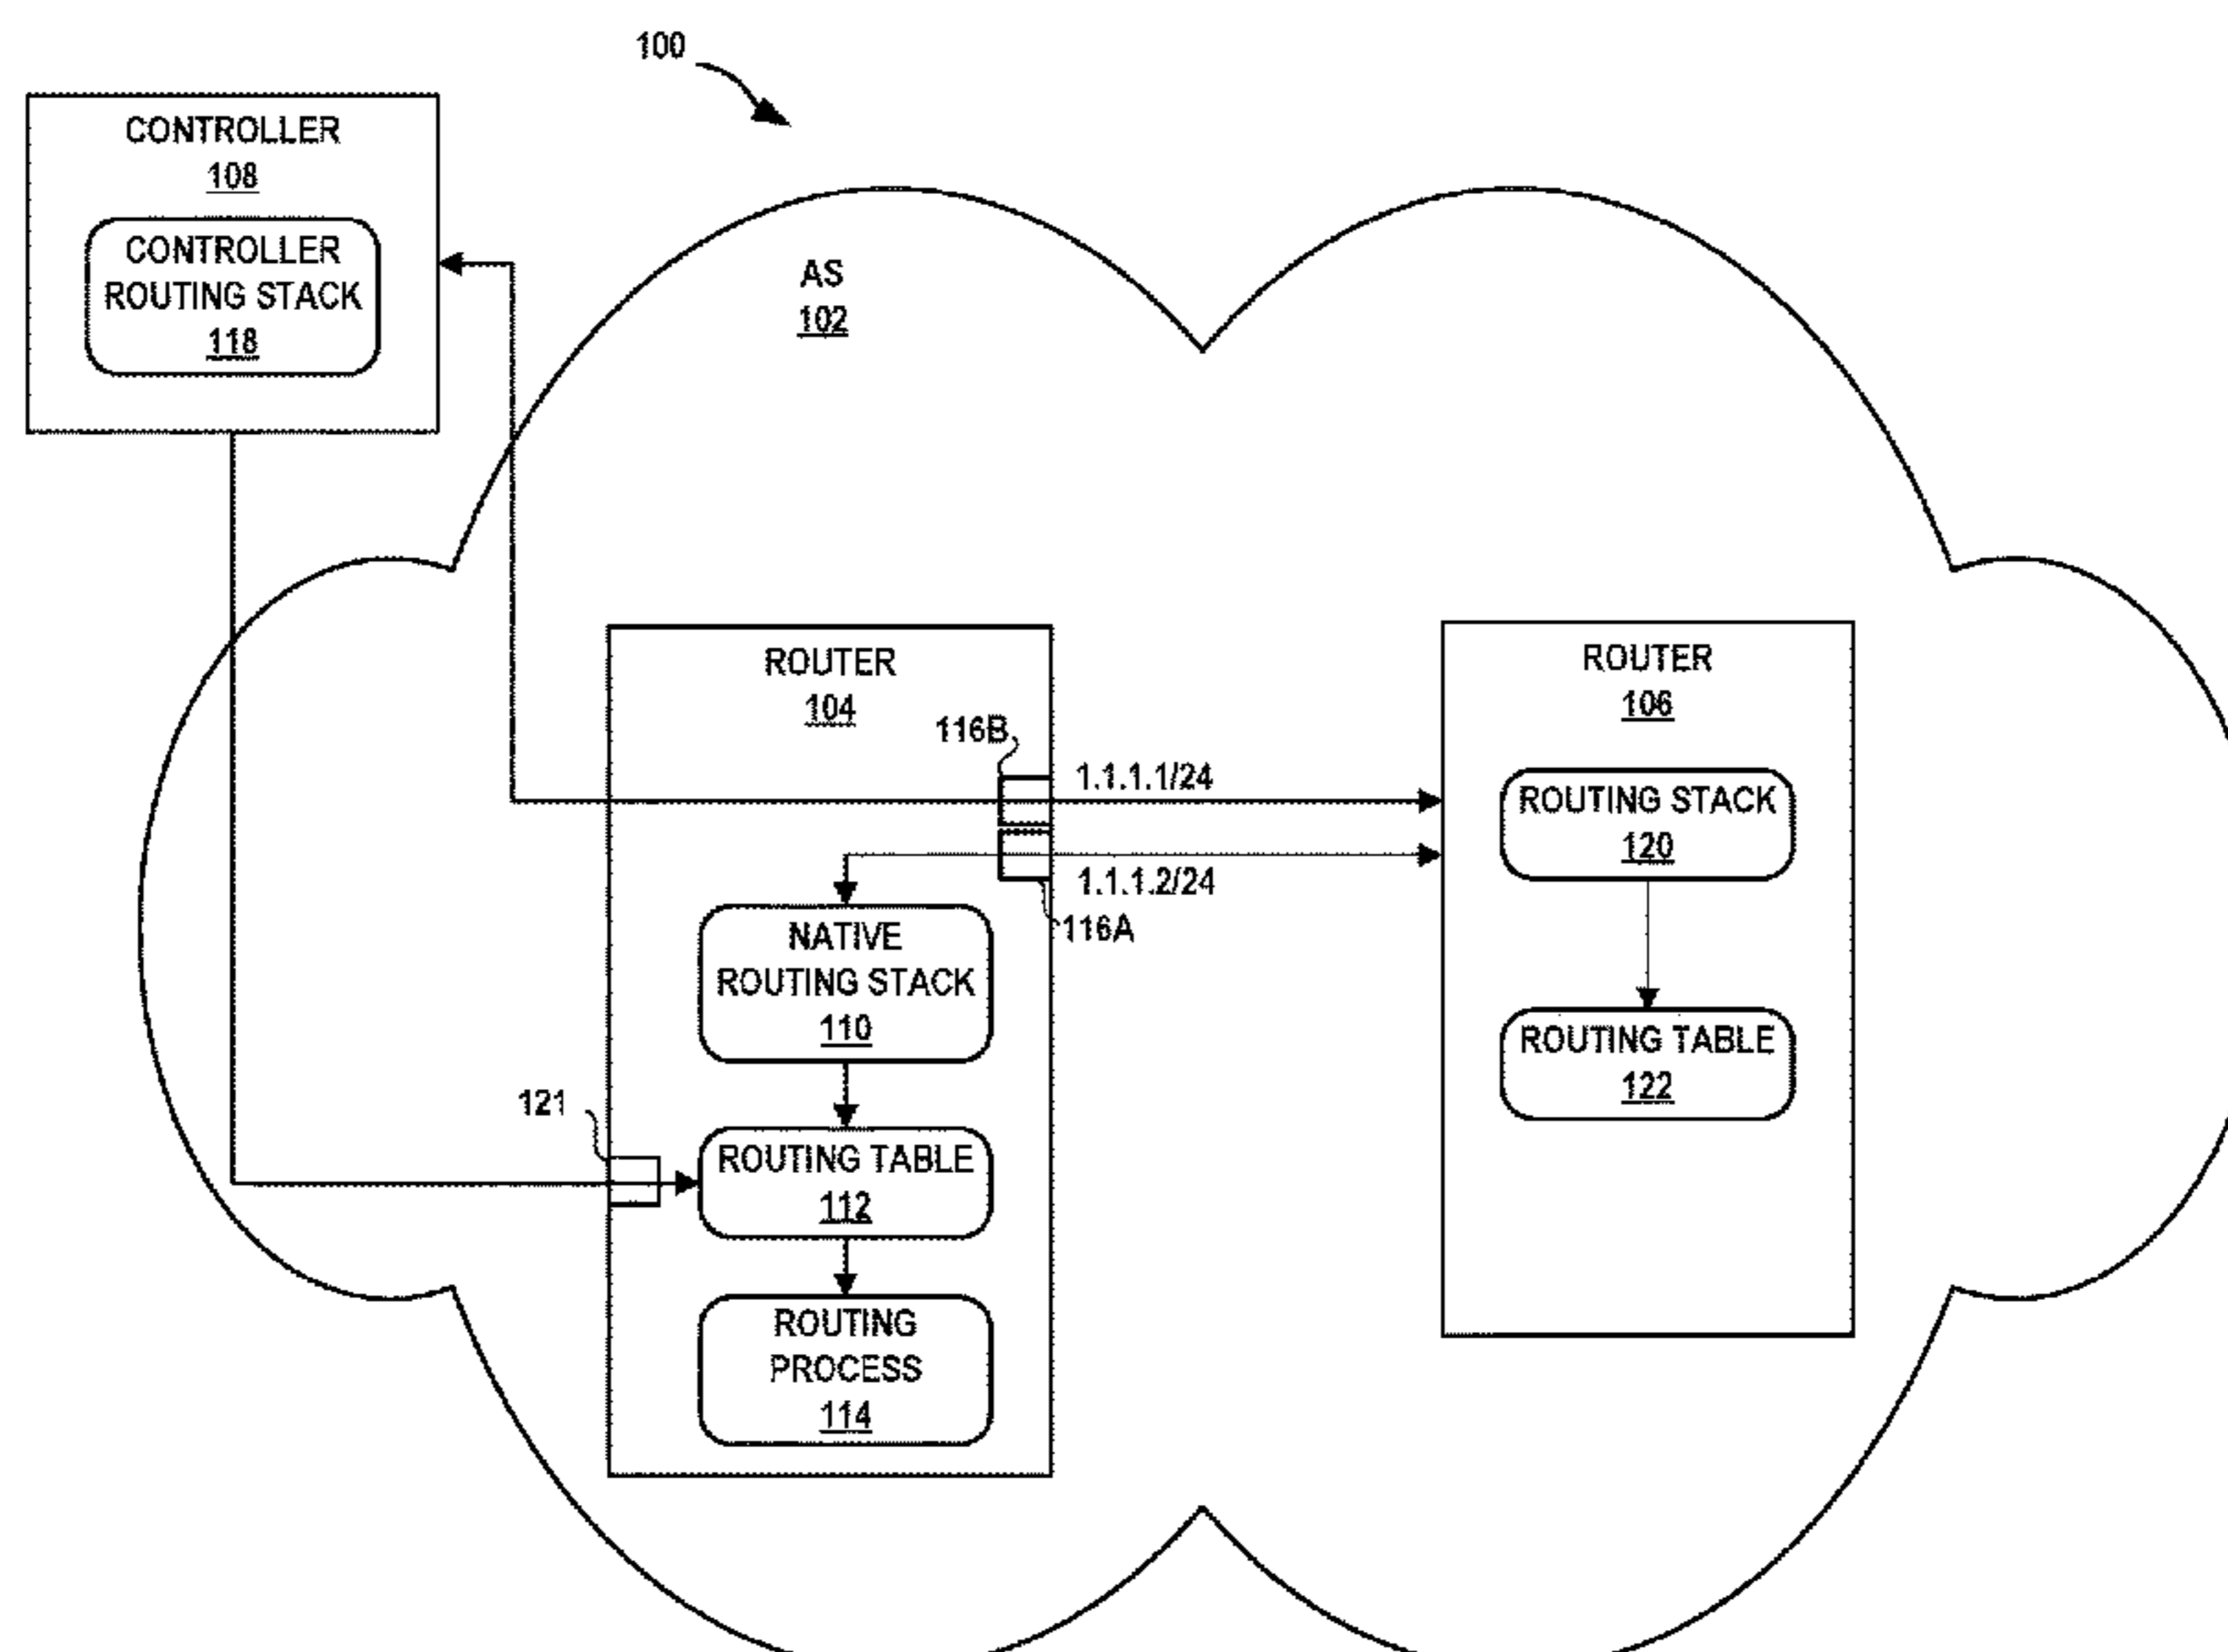 100
CONTROLLER
108
CONTROLLER
ROUTING STACK
118
AS
102
ROUTER
104
116B
1.1.1.1/24
1.1.1.2/24
116A
NATIVE
ROUTING STACK
110
121
ROUTING TABLE
112
ROUTING
PROCESS
114
ROUTER
106
ROUTING STACK
120
ROUTING TABLE
122